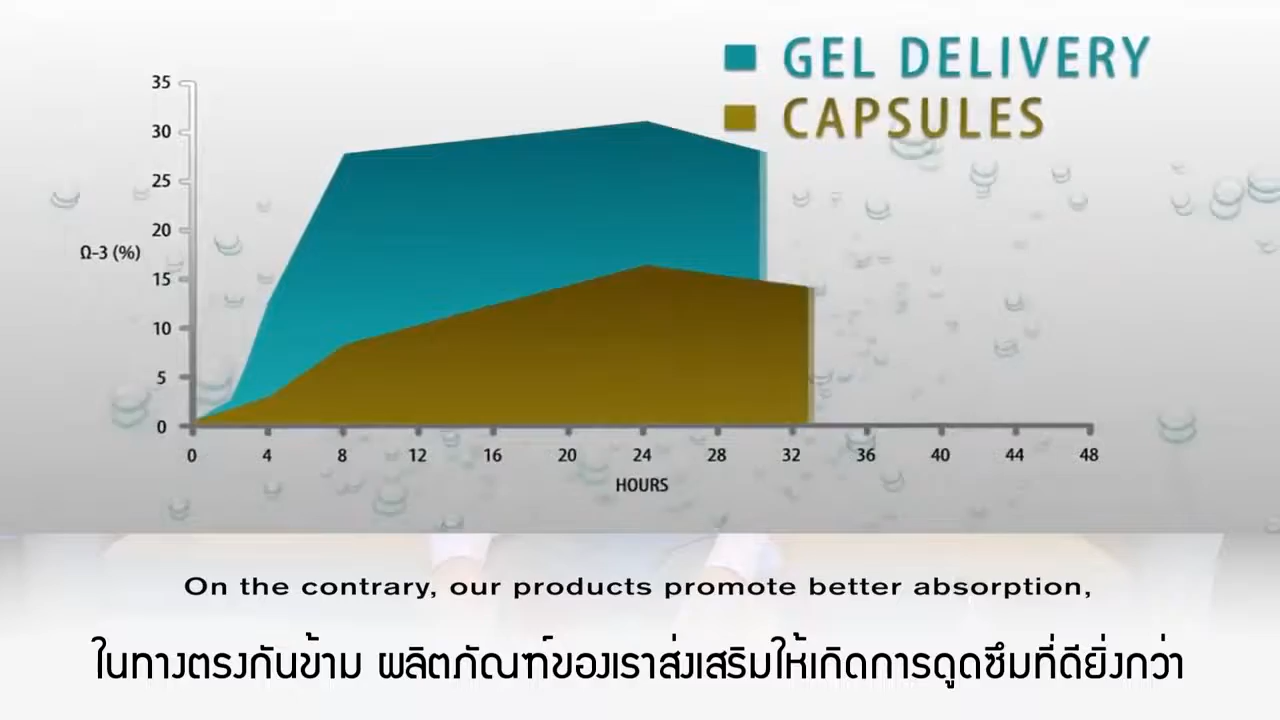 GEL DELIVERY
CAPSULES
35
30
25
20
15
10
5
0
Ω-3 (%)
0 4 8 12 16 20 24 28 32 36 40 44 48
HOURS
On the contrary, our products promote better absorption,
ในทางตรงกันข้าม ผลิตภัณฑ์ของเราส่งเสริมให้เกิดการดูดซึมที่ดียิ่งกว่า